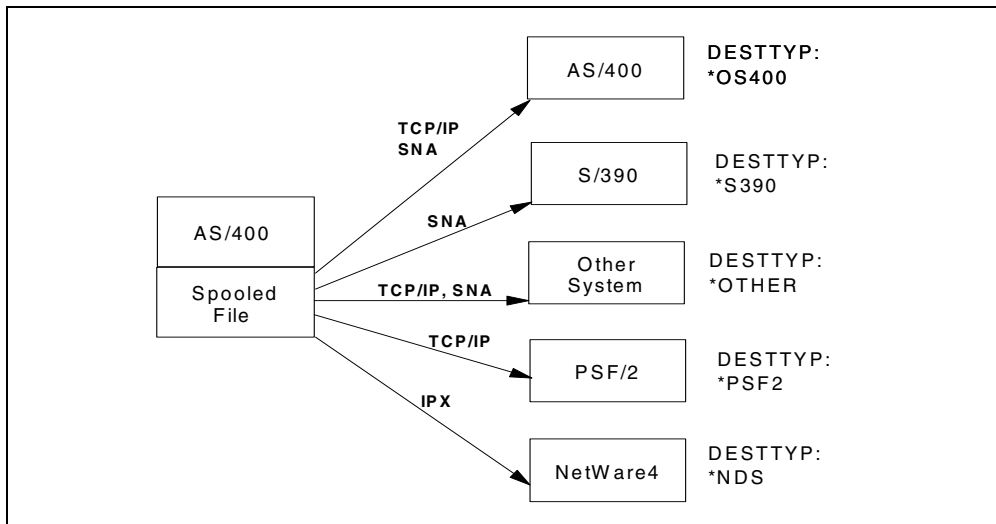 AS/400
DESTTYP:
*OS400
TCP/IP
SNA
S/390
DESTTYP:
*S390
SNA
AS/400
Spooled
File
Other
System
DESTTYP:
*OTHER
TCP/IP, SNA
TCP/IP
PSF/2
DESTTYP:
*PSF2
IPX
NetWare4
DESTTYP:
*NDS